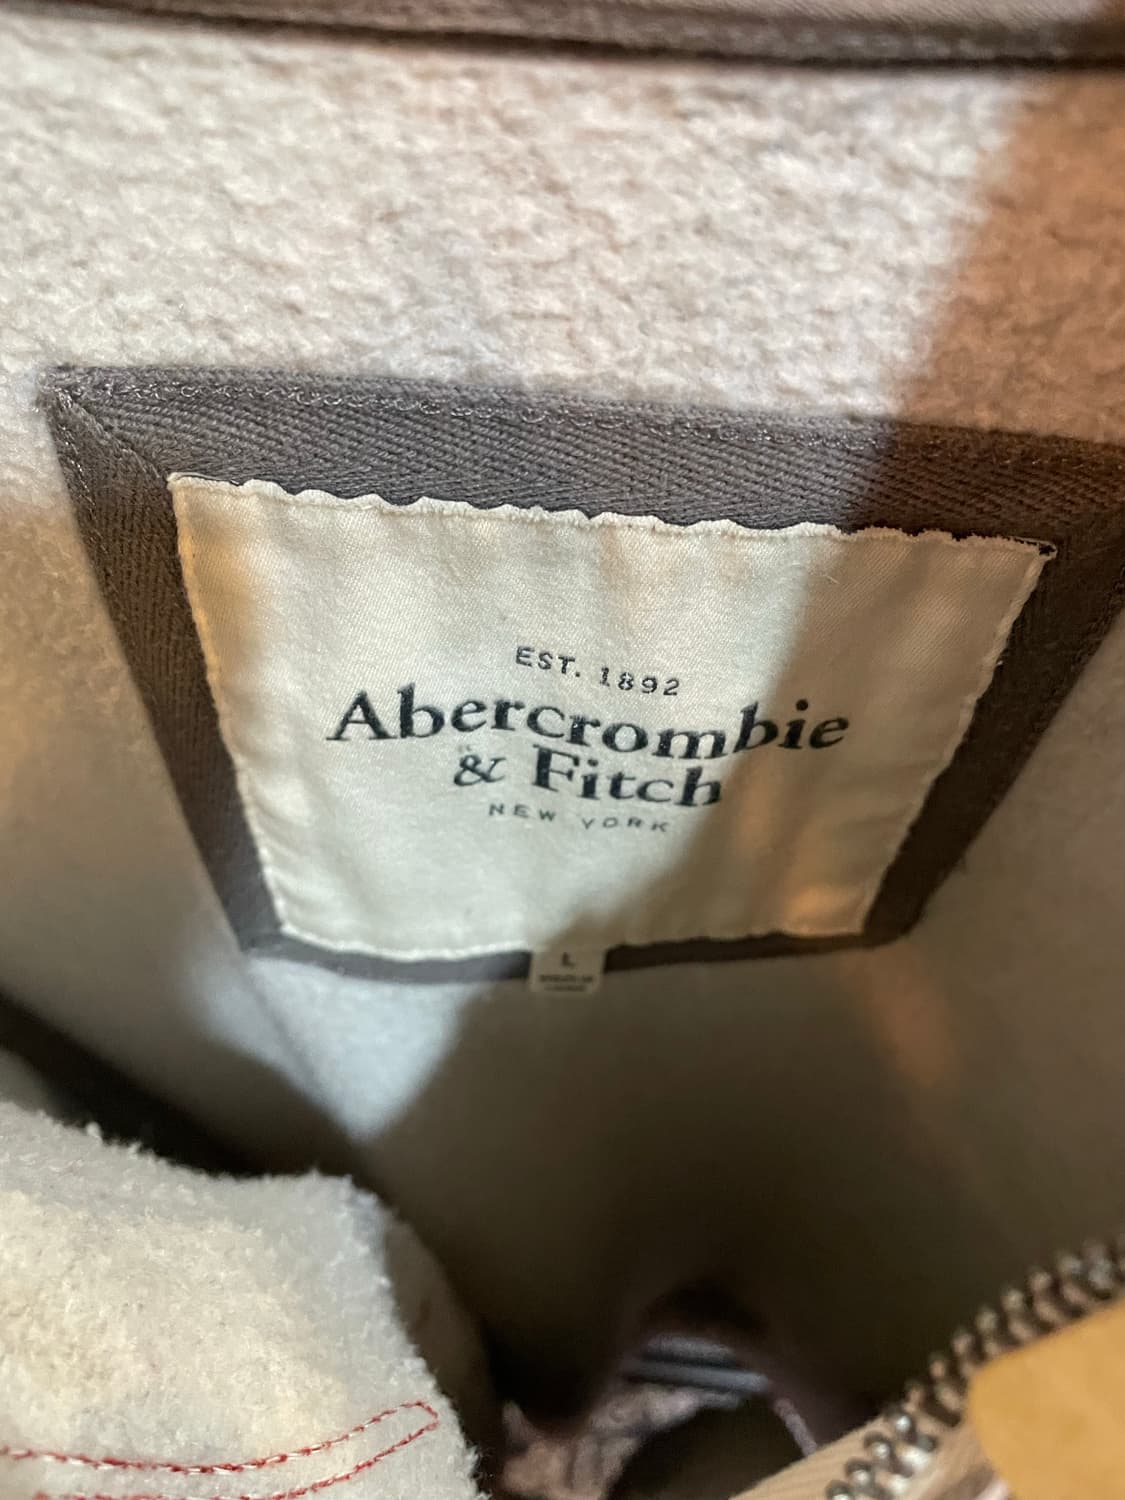 EST. 1892
Abercrombie
& Fitch
NEW YORK
L